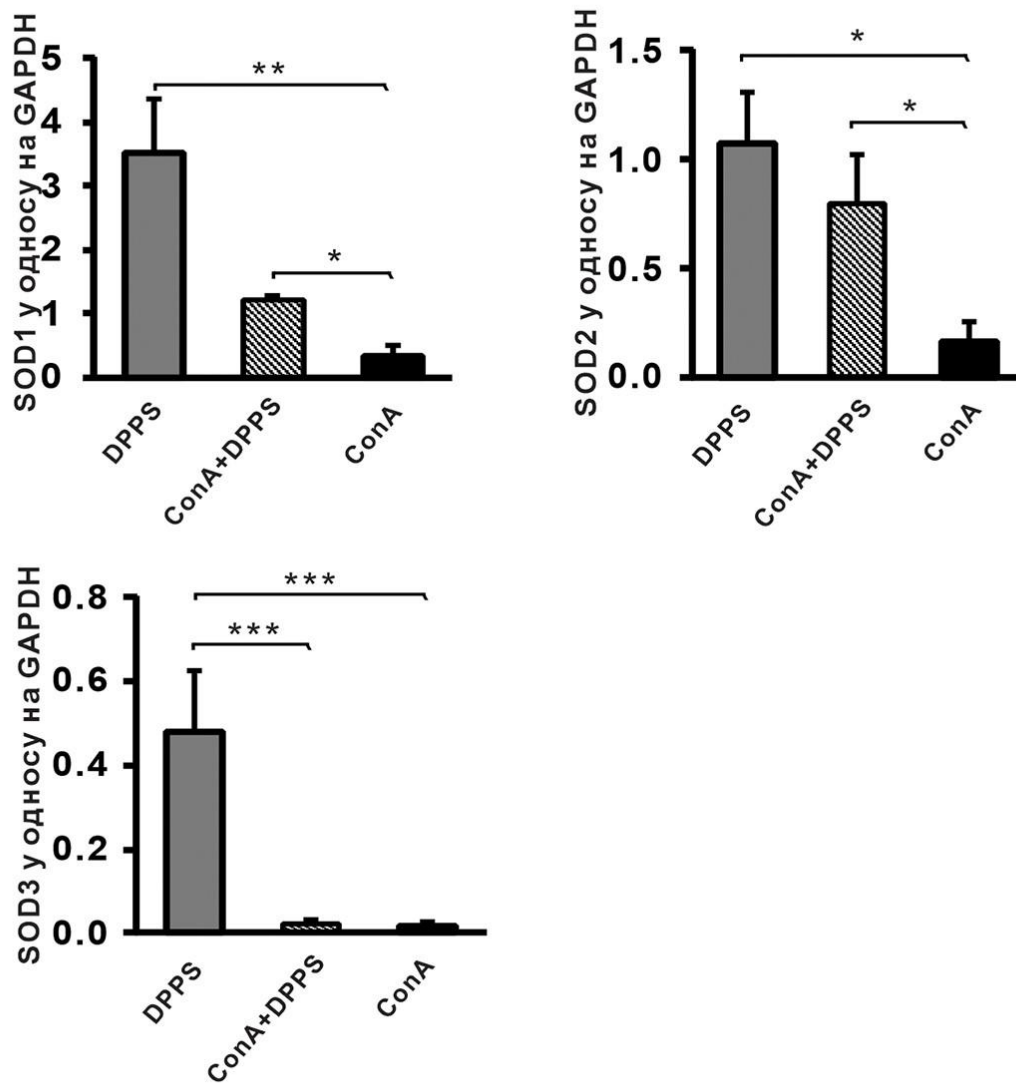 SOD1 у односу на GAPDH
5
4
3
2
1
0
**
*
DPPS
ConA+DPPS
ConA
SOD2 у односу на GAPDH
1.5
1.0
0.5
0.0
*
*
DPPS
ConA+DPPS
ConA
SOD3 у односу на GAPDH
0.8
0.6
0.4
0.2
0.0
***
***
DPPS
ConA+DPPS
ConA